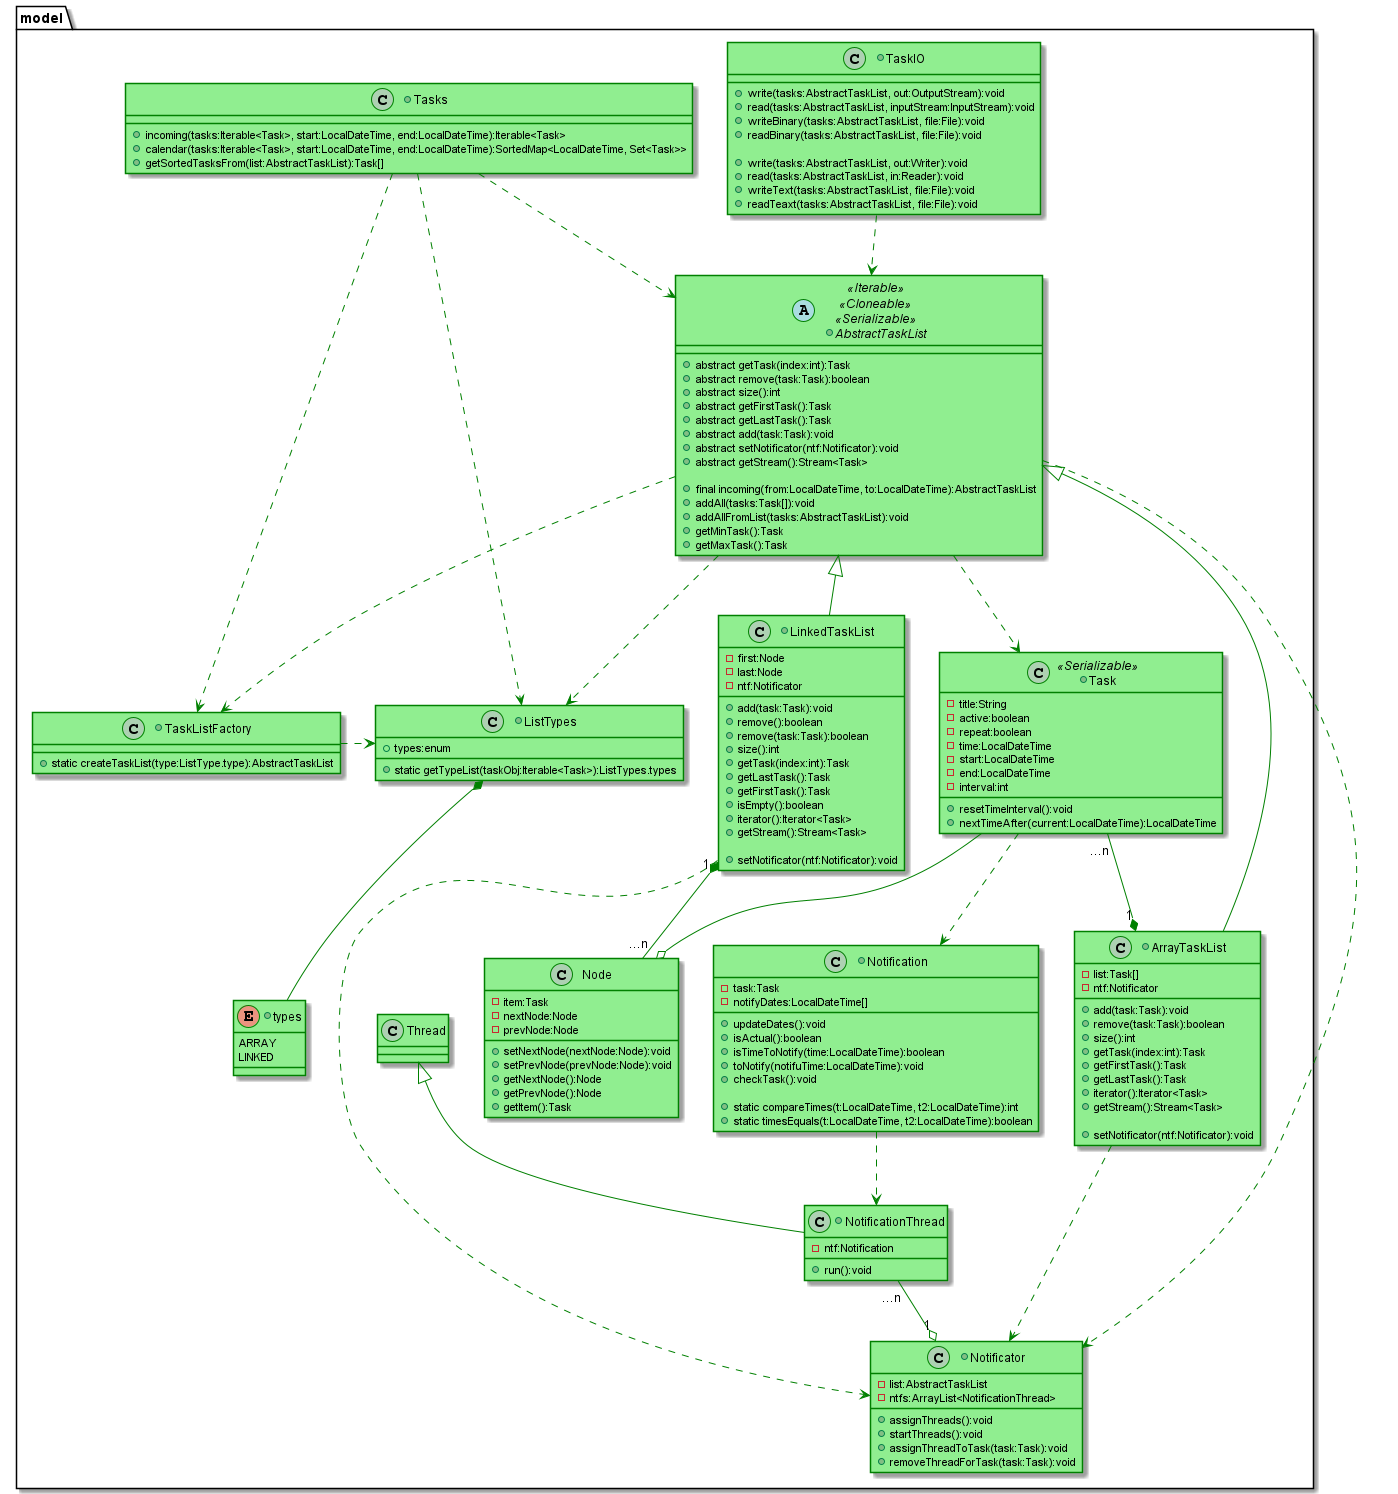 model
C TaskIO
write(tasks:AbstractTaskList, out:OutputStream):void
read(tasks:AbstractTaskList, inputStream:InputStream):void
writeBinary(tasks:AbstractTaskList, file:File):void
readBinary(tasks:AbstractTaskList, file:File):void
write(tasks:AbstractTaskList, out:Writer):void
read(tasks:AbstractTaskList, in:Reader):void
writeText(tasks:AbstractTaskList, file:File):void
readTeaxt(tasks:AbstractTaskList, file:File):void
C Tasks
incoming(tasks:Iterable<Task>, start:LocalDateTime, end:LocalDateTime):Iterable<Task>
calendar(tasks:Iterable<Task>, start:LocalDateTime, end:LocalDateTime):SortedMap<LocalDateTime, Set<Task>>
getSortedTasksFrom(list:AbstractTaskList):Task[]
«Iterable»
«Cloneable»
«Serializable»
A AbstractTaskList
abstract getTask(index:int):Task
abstract remove(task:Task):boolean
abstract size():int
abstract getFirstTask():Task
abstract getLastTask():Task
abstract add(task:Task):void
abstract setNotificator(ntf:Notificator):void
abstract getStream():Stream<Task>
final incoming(from:LocalDateTime, to:LocalDateTime):AbstractTaskList
addAll(tasks:Task[]):void
addAllFromList(tasks:AbstractTaskList):void
getMinTask():Task
getMaxTask():Task
C LinkedTaskList
first:Node
last:Node
ntf:Notificator
add(task:Task):void
remove():boolean
remove(task:Task):boolean
size():int
getTask(index:int):Task
getLastTask():Task
getFirstTask():Task
isEmpty():boolean
iterator():Iterator<Task>
getStream():Stream<Task>
setNotificator(ntf:Notificator):void
«Serializable»
C Task
title:String
active:boolean
repeat:boolean
time:LocalDateTime
start:LocalDateTime
end:LocalDateTime
interval:int
resetTimeInterval():void
nextTimeAfter(current:LocalDateTime):LocalDateTime
C TaskListFactory
static createTaskList(type:ListType.type):AbstractTaskList
C ListTypes
types:enum
static getTypeList(taskObj:Iterable<Task>):ListTypes.types
1
...n
...n
1
E types
ARRAY
LINKED
C Thread
C Node
item:Task
nextNode:Node
prevNode:Node
setNextNode(nextNode:Node):void
setPrevNode(prevNode:Node):void
getNextNode():Node
getPrevNode():Node
getItem():Task
C Notification
task:Task
notifyDates:LocalDateTime[]
updateDates():void
isActual():boolean
isTimeToNotify(time:LocalDateTime):boolean
toNotify(notifuTime:LocalDateTime):void
checkTask():void
static compareTimes(t:LocalDateTime, t2:LocalDateTime):int
static timesEquals(t:LocalDateTime, t2:LocalDateTime):boolean
C ArrayTaskList
list:Task[]
ntf:Notificator
add(task:Task):void
remove(task:Task):boolean
size():int
getTask(index:int):Task
getFirstTask():Task
getLastTask():Task
iterator():Iterator<Task>
getStream():Stream<Task>
setNotificator(ntf:Notificator):void
C NotificationThread
ntf:Notification
run():void
...n
1
C Notificator
list:AbstractTaskList
ntfs:ArrayList<NotificationThread>
assignThreads():void
startThreads():void
assignThreadToTask(task:Task):void
removeThreadForTask(task:Task):void